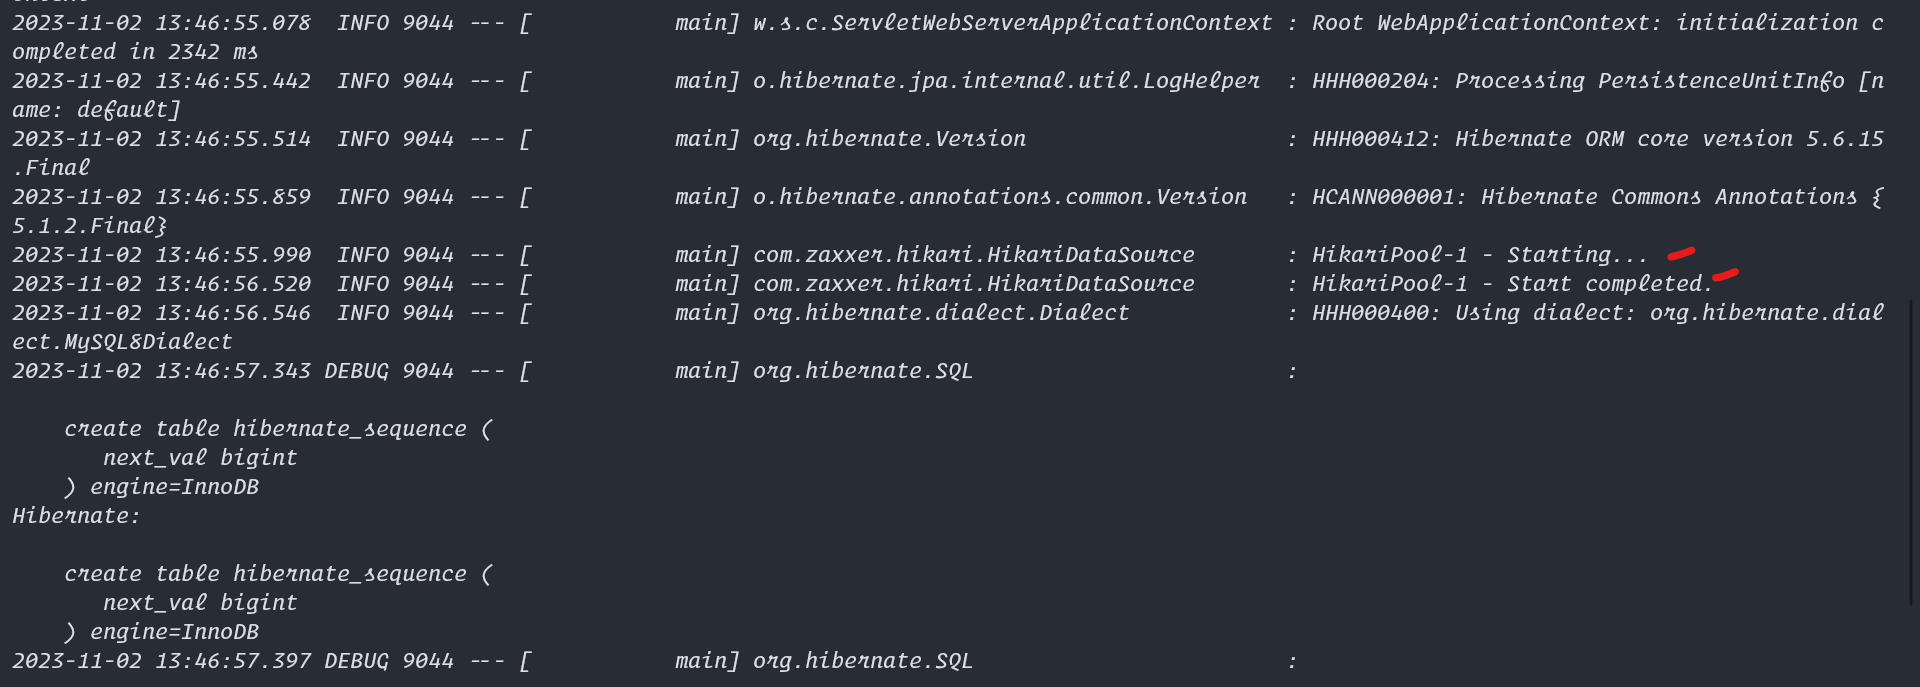 2023-11-02 13:46:55.078  INFO 9044 --- [           main] w.s.c.ServletWebServerApplicationContext : Root WebApplicationContext: initialization c
ompleted in 2342 ms
2023-11-02 13:46:55.442  INFO 9044 --- [           main] o.hibernate.jpa.internal.util.LogHelper  : HHH000204: Processing PersistenceUnitInfo [n
ame: default]
2023-11-02 13:46:55.514  INFO 9044 --- [           main] org.hibernate.Version                    : HHH000412: Hibernate ORM core version 5.6.15
.Final
2023-11-02 13:46:55.859  INFO 9044 --- [           main] o.hibernate.annotations.common.Version   : HCANN000001: Hibernate Commons Annotations {
5.1.2.Final}
2023-11-02 13:46:55.990  INFO 9044 --- [           main] com.zaxxer.hikari.HikariDataSource       : HikariPool-1 - Starting...
2023-11-02 13:46:56.520  INFO 9044 --- [           main] com.zaxxer.hikari.HikariDataSource       : HikariPool-1 - Start completed.
2023-11-02 13:46:56.546  INFO 9044 --- [           main] org.hibernate.dialect.Dialect            : HHH000400: Using dialect: org.hibernate.dial
ect.MySQL8Dialect
2023-11-02 13:46:57.343 DEBUG 9044 --- [           main] org.hibernate.SQL                        :
    create table hibernate_sequence (
       next_val bigint
    ) engine=InnoDB
Hibernate:
    create table hibernate_sequence (
       next_val bigint
    ) engine=InnoDB
2023-11-02 13:46:57.397 DEBUG 9044 --- [           main] org.hibernate.SQL                        :